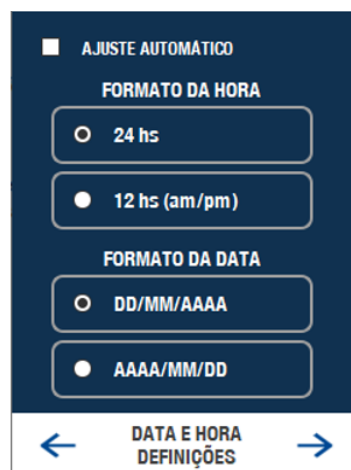 AJUSTE AUTOMÁTICO
FORMATO DA HORA
24 hs
12 hs (am/pm)
FORMATO DA DATA
DD/MM/AAAA
AAAA/MM/DD
DATA E HORA
DEFINIÇÕES